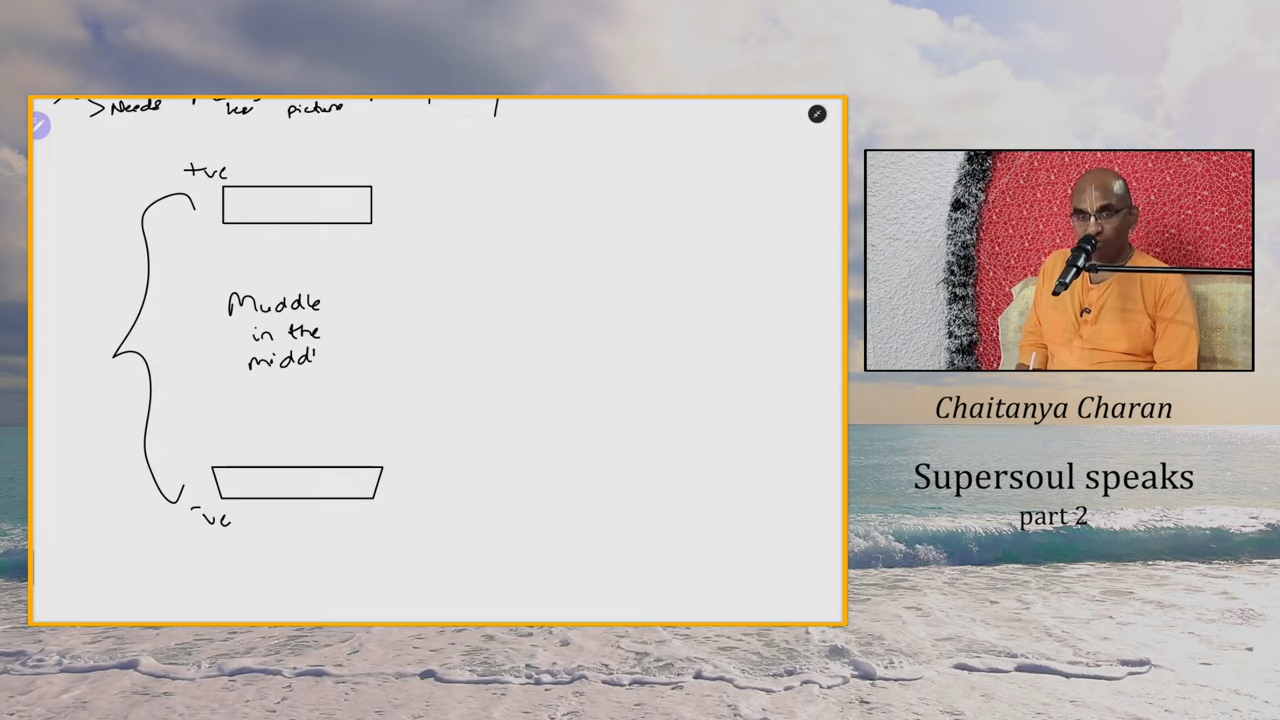 > Needs picture
+ve
Muddle
in the
middl
-ve
Chaitanya Charan
Supersoul speaks
part 2